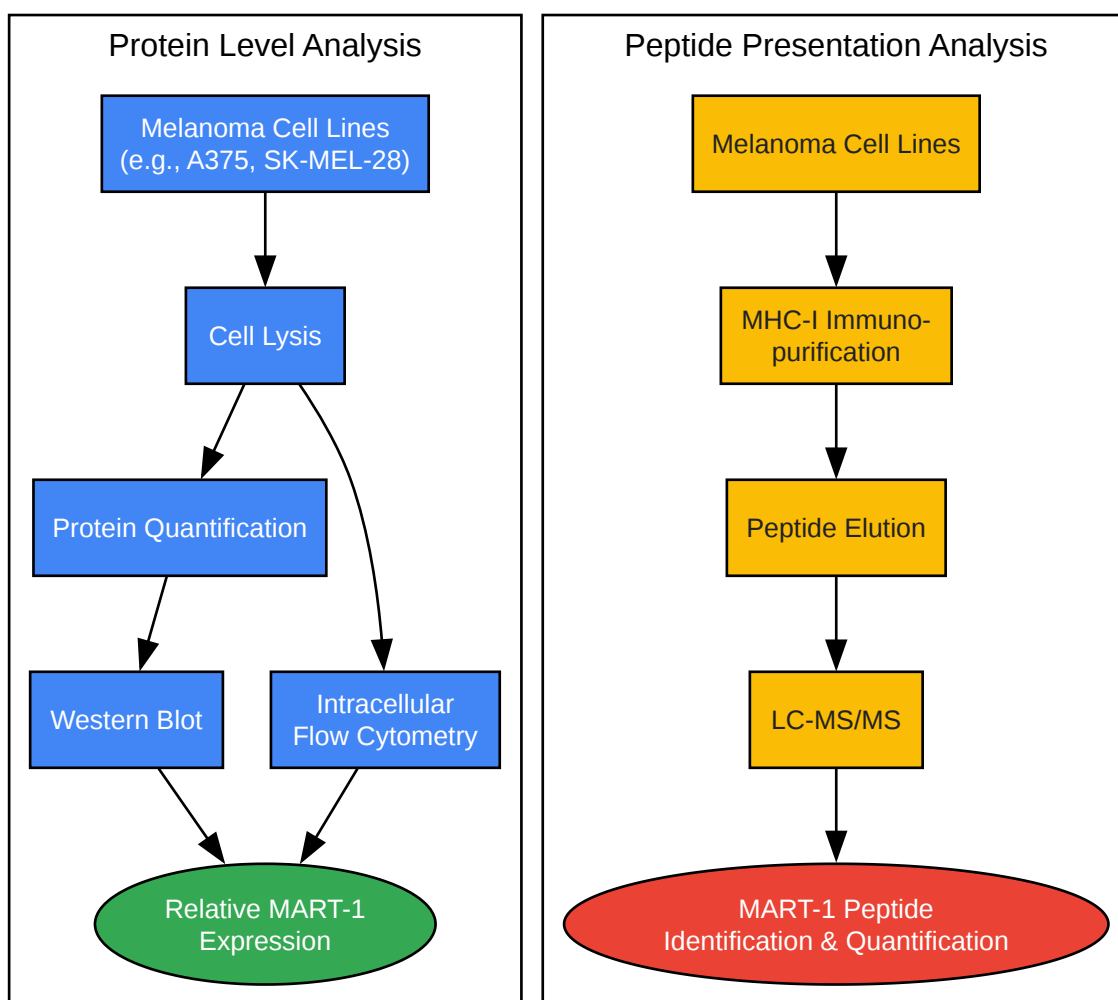 Protein Level Analysis
Melanoma Cell Lines
(e.g., A375, SK-MEL-28)
Cell Lysis
Protein Quantification
Western Blot
Intracellular
Flow Cytometry
Relative MART-1
Expression
Peptide Presentation Analysis
Melanoma Cell Lines
MHC-I Immuno-
purification
Peptide Elution
LC-MS/MS
MART-1 Peptide
Identification & Quantification